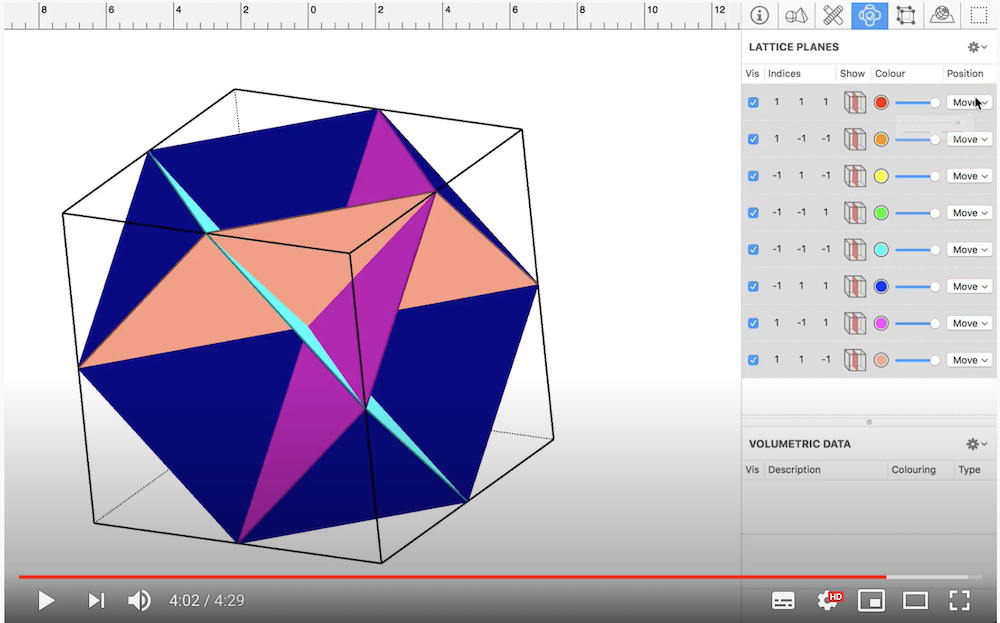 8 6 4 2 0 2 4 6 8 10 12
LATTICE PLANES
Vis Indices Show Colour Position
1 1 1 Move
1 -1 -1 Move
-1 1 -1 Move
-1 -1 1 Move
-1 -1 -1 Move
-1 1 1 Move
1 -1 1 Move
1 1 -1 Move
VOLUMETRIC DATA
Vis Description Colouring Type
4:02 / 4:29
HD